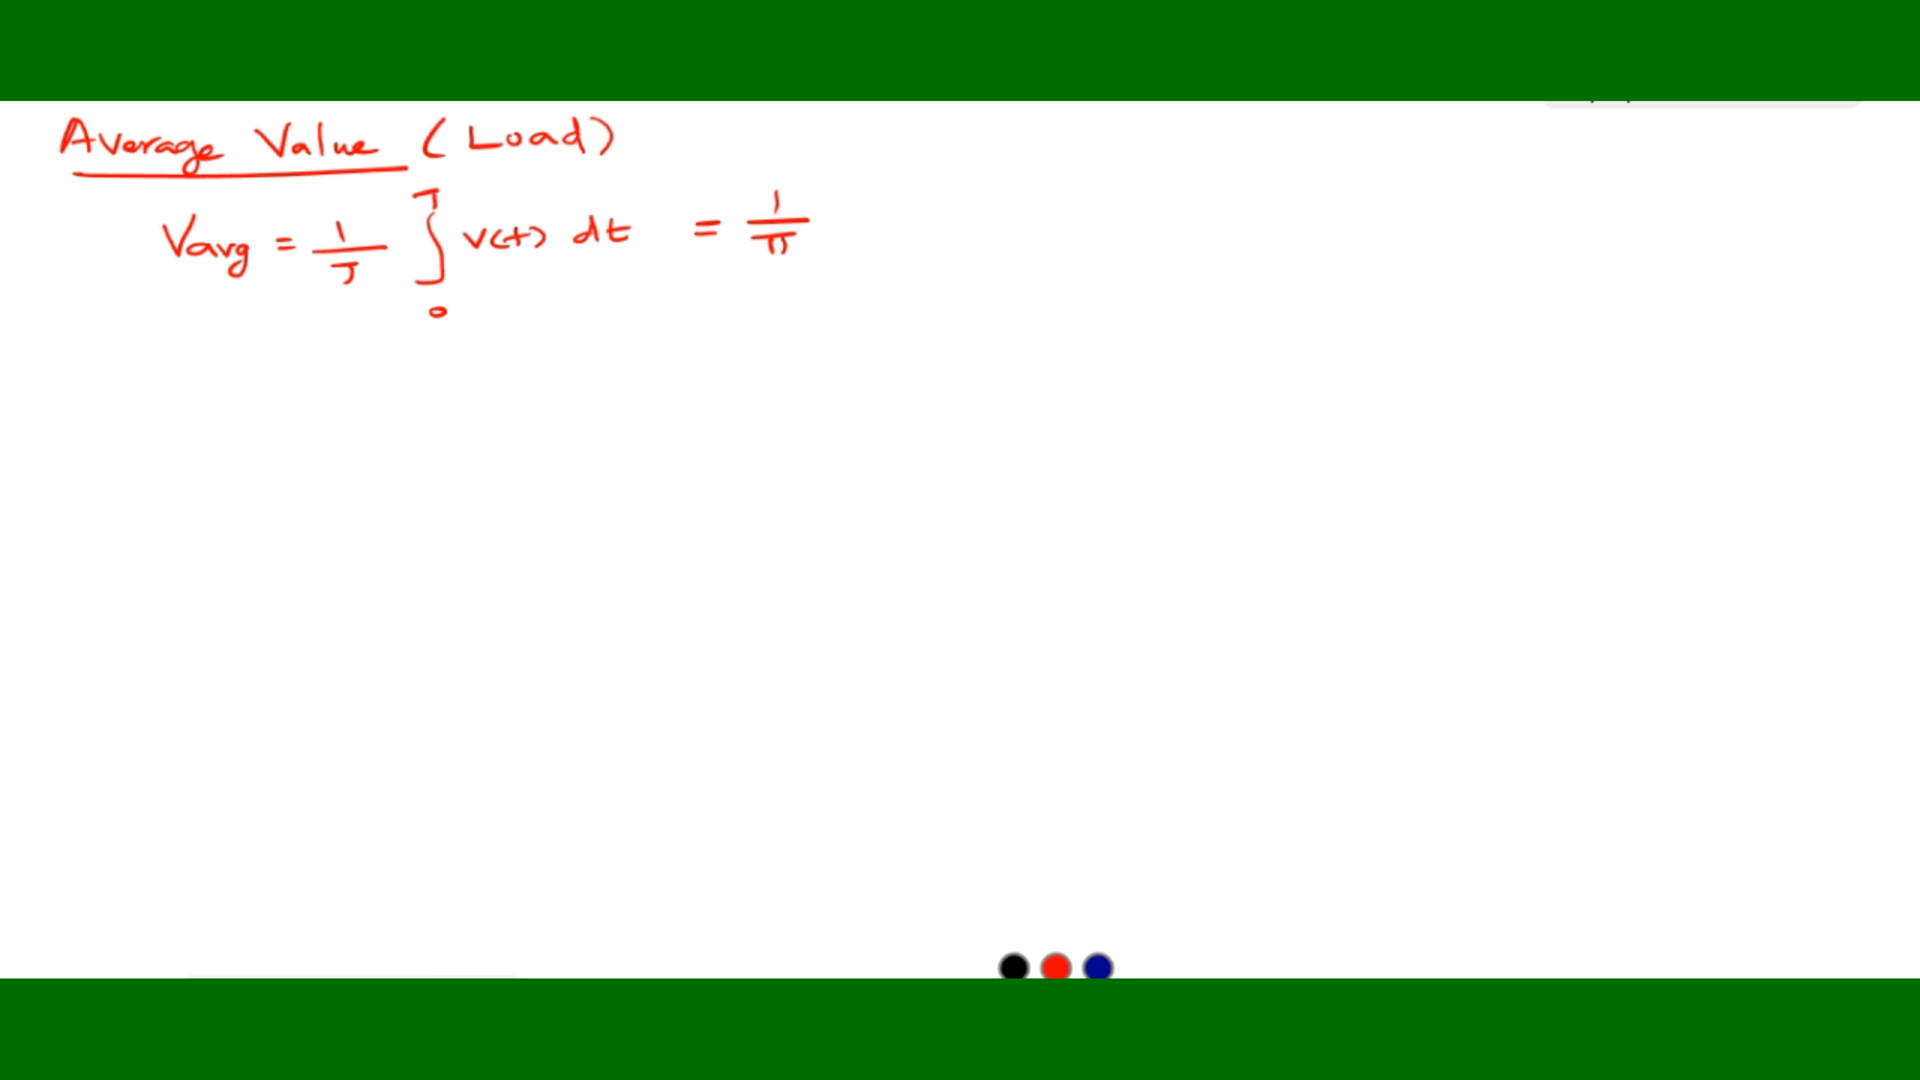 Average Value (Load)
Vavg = 1/T ∫₀ᵀ v(t) dt = 1/π